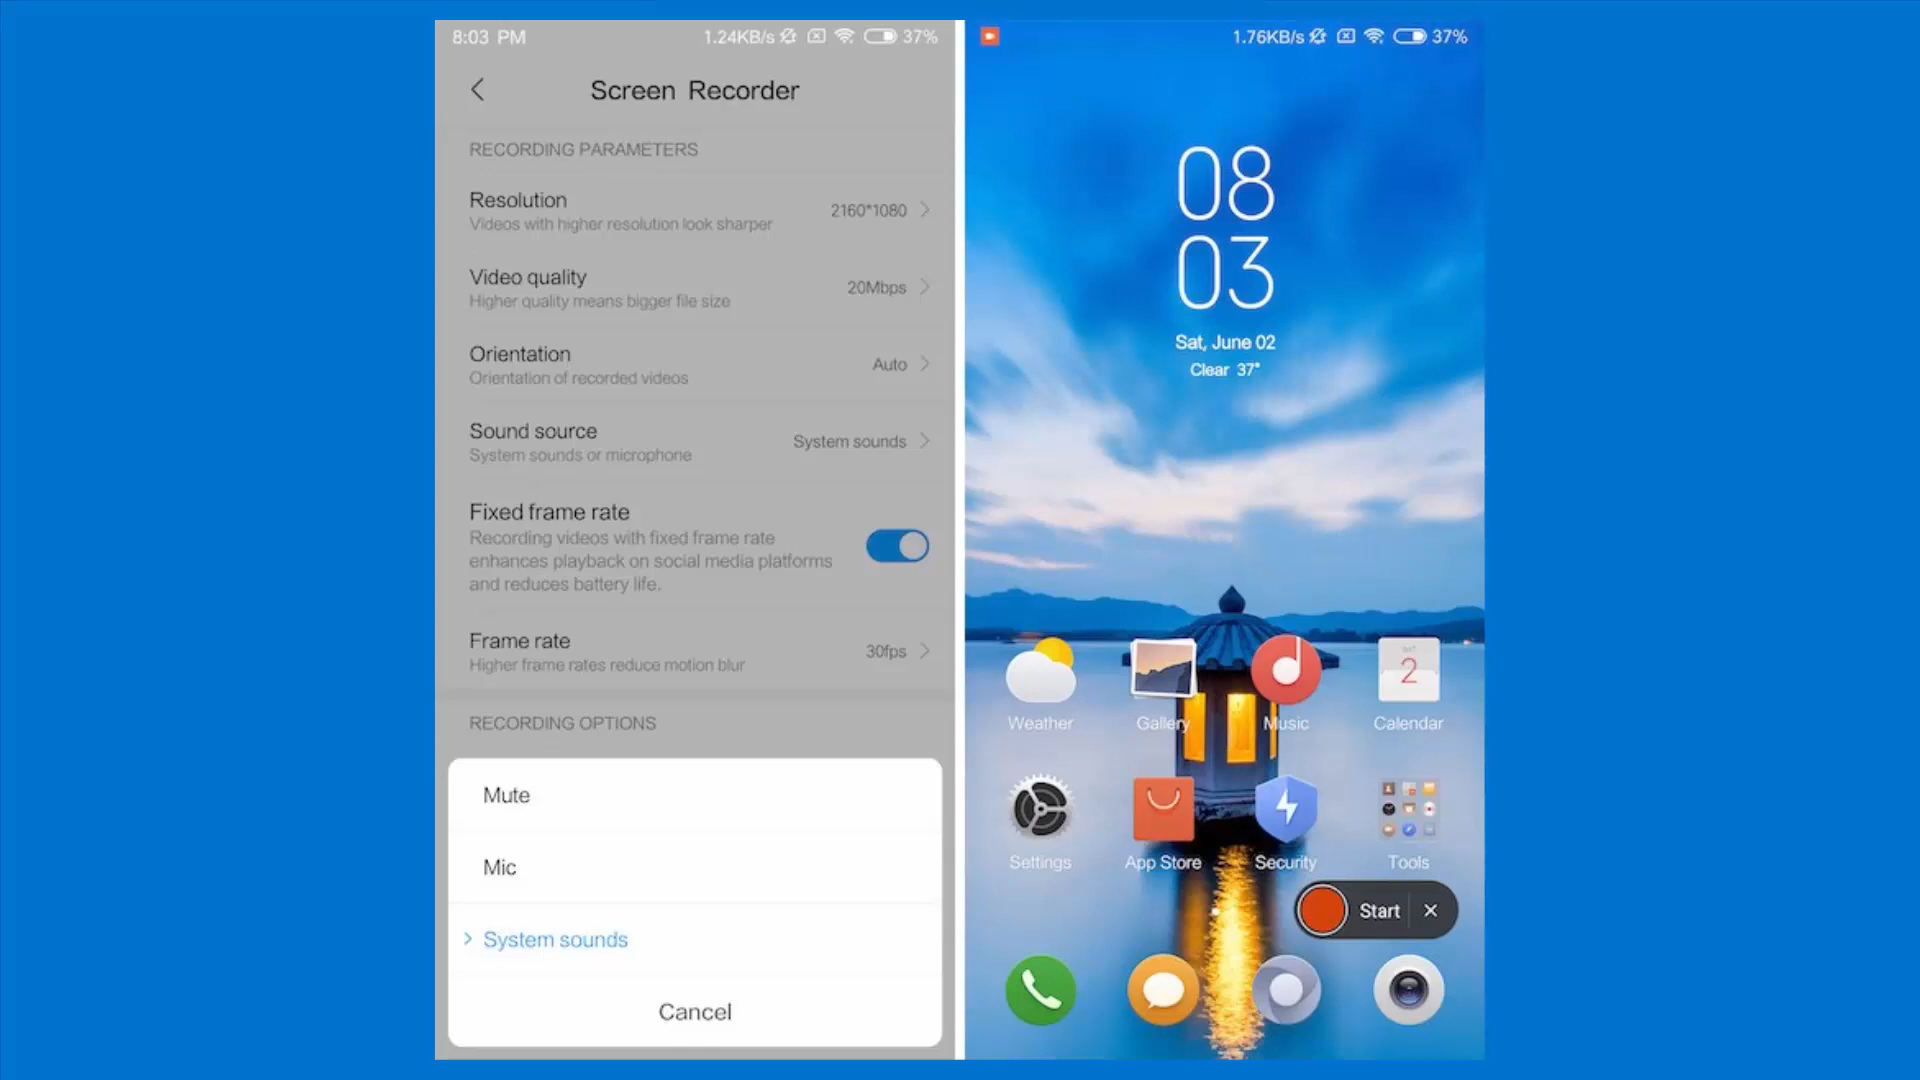 8:03 PM
1.24KB/s
37%
Screen Recorder
RECORDING PARAMETERS
Resolution
Videos with higher resolution look sharper
2160*1080
Video quality
Higher quality means bigger file size
20Mbps
Orientation
Orientation of recorded videos
Auto
Sound source
System sounds or microphone
System sounds
Fixed frame rate
Recording videos with fixed frame rate
enhances playback on social media platforms
and reduces battery life.
Frame rate
Higher frame rates reduce motion blur
30fps
RECORDING OPTIONS
Mute
Mic
System sounds
Cancel
1.76KB/s
37%
08
03
Sat, June 02
Clear 37°
Weather
Gallery
Music
2
Calendar
Settings
App Store
Security
Tools
Start